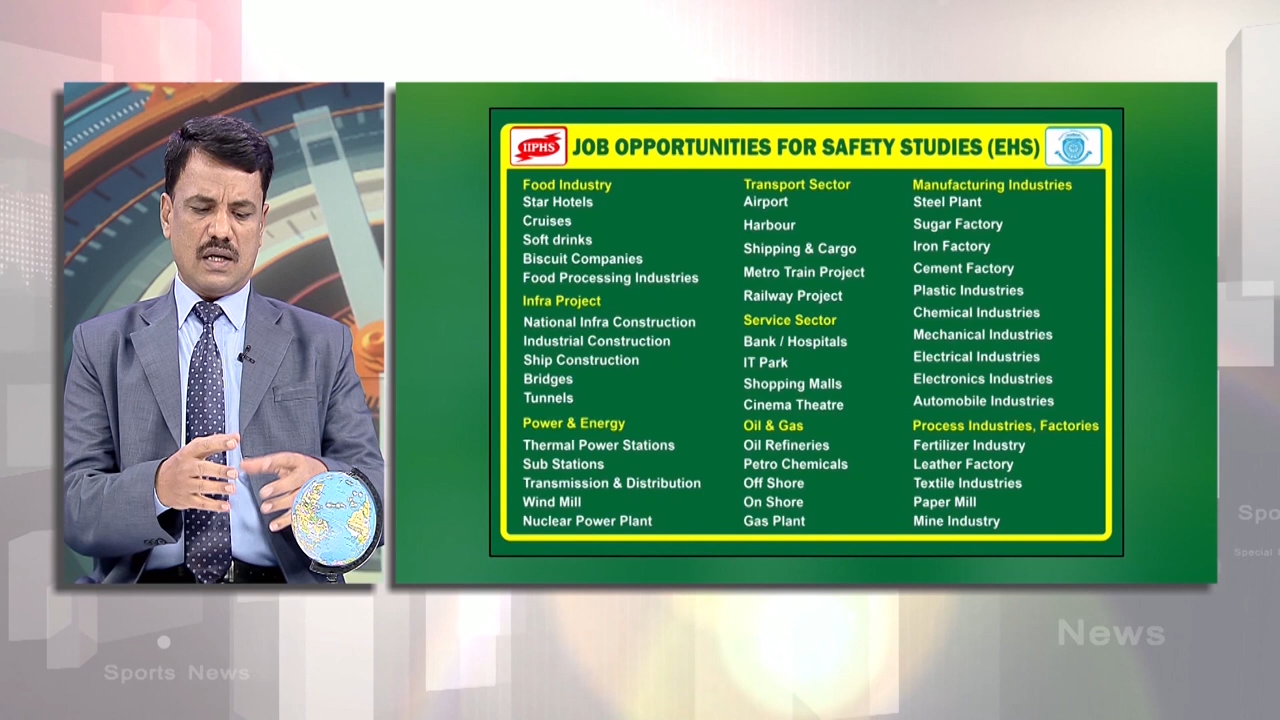 IIPHS
JOB OPPORTUNITIES FOR SAFETY STUDIES (EHS)
Food Industry
Star Hotels
Cruises
Soft drinks
Biscuit Companies
Food Processing Industries
Infra Project
National Infra Construction
Industrial Construction
Ship Construction
Bridges
Tunnels
Power & Energy
Thermal Power Stations
Sub Stations
Transmission & Distribution
Wind Mill
Nuclear Power Plant
Transport Sector
Airport
Harbour
Shipping & Cargo
Metro Train Project
Railway Project
Service Sector
Bank / Hospitals
IT Park
Shopping Malls
Cinema Theatre
Oil & Gas
Oil Refineries
Petro Chemicals
Off Shore
On Shore
Gas Plant
Manufacturing Industries
Steel Plant
Sugar Factory
Iron Factory
Cement Factory
Plastic Industries
Chemical Industries
Mechanical Industries
Electrical Industries
Electronics Industries
Automobile Industries
Process Industries, Factories
Fertilizer Industry
Leather Factory
Textile Industries
Paper Mill
Mine Industry
Spo
Special
News
Sports News